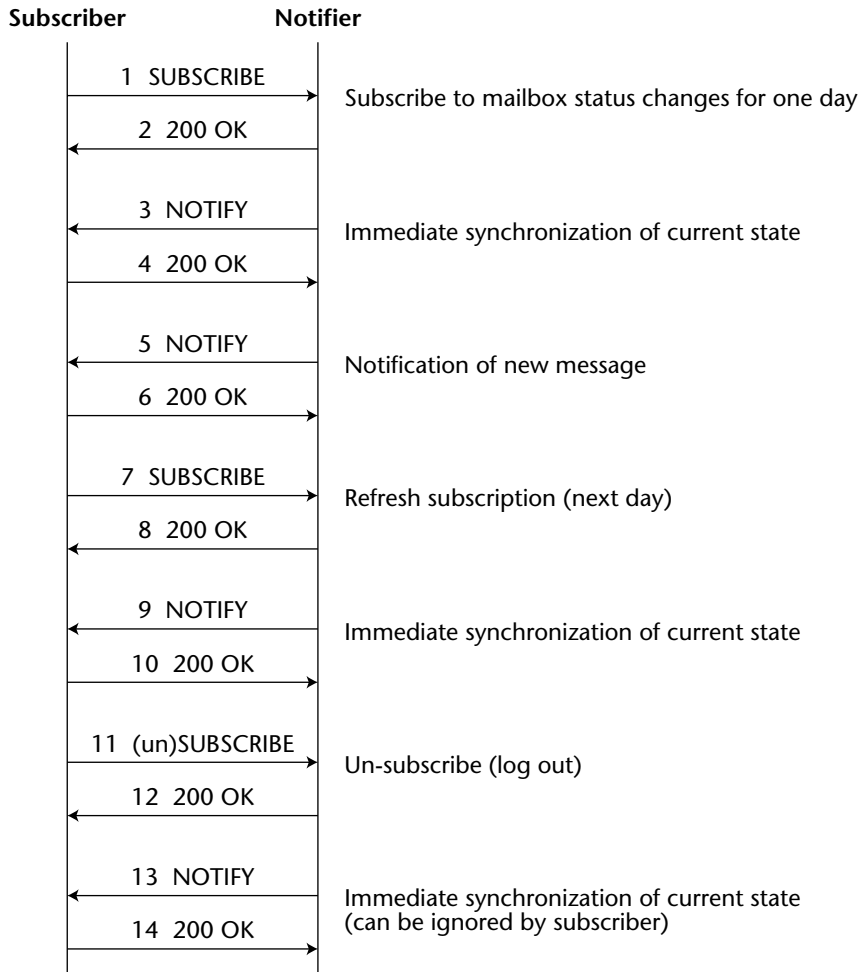 Subscriber Notifier
1 SUBSCRIBE
Subscribe to mailbox status changes for one day
2 200 OK
3 NOTIFY
Immediate synchronization of current state
4 200 OK
5 NOTIFY
Notification of new message
6 200 OK
7 SUBSCRIBE
Refresh subscription (next day)
8 200 OK
9 NOTIFY
Immediate synchronization of current state
10 200 OK
11 (un)SUBSCRIBE
Un-subscribe (log out)
12 200 OK
13 NOTIFY
Immediate synchronization of current state
(can be ignored by subscriber)
14 200 OK